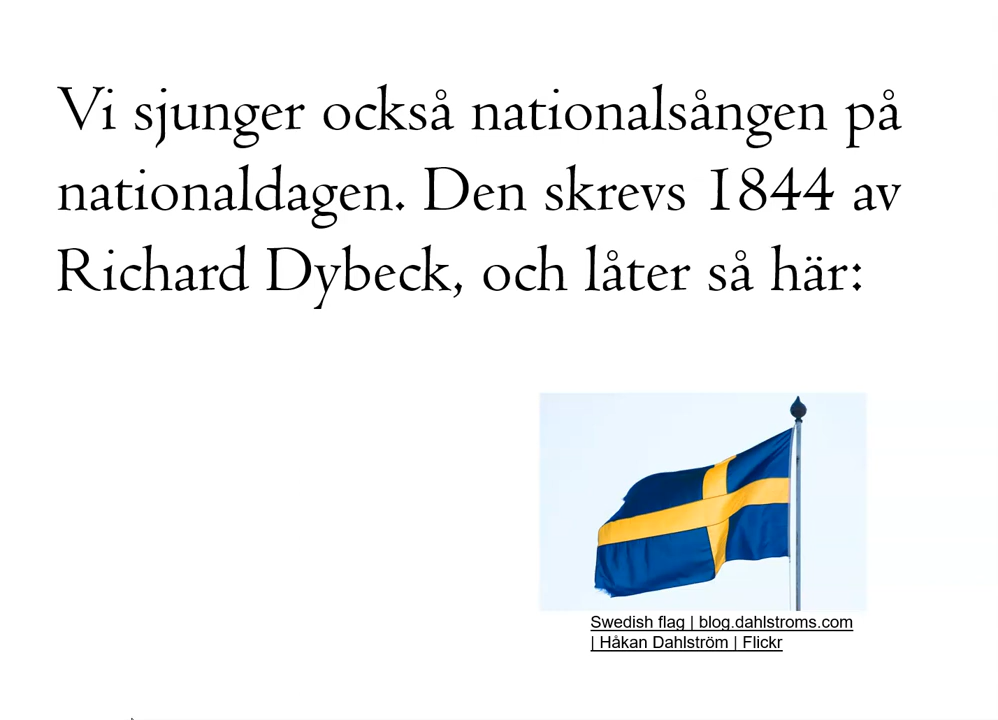 Vi sjunger också nationalsången på
nationaldagen. Den skrevs 1844 av
Richard Dybeck, och låter så här:
Swedish flag | blog.dahlstroms.com
| Håkan Dahlström | Flickr